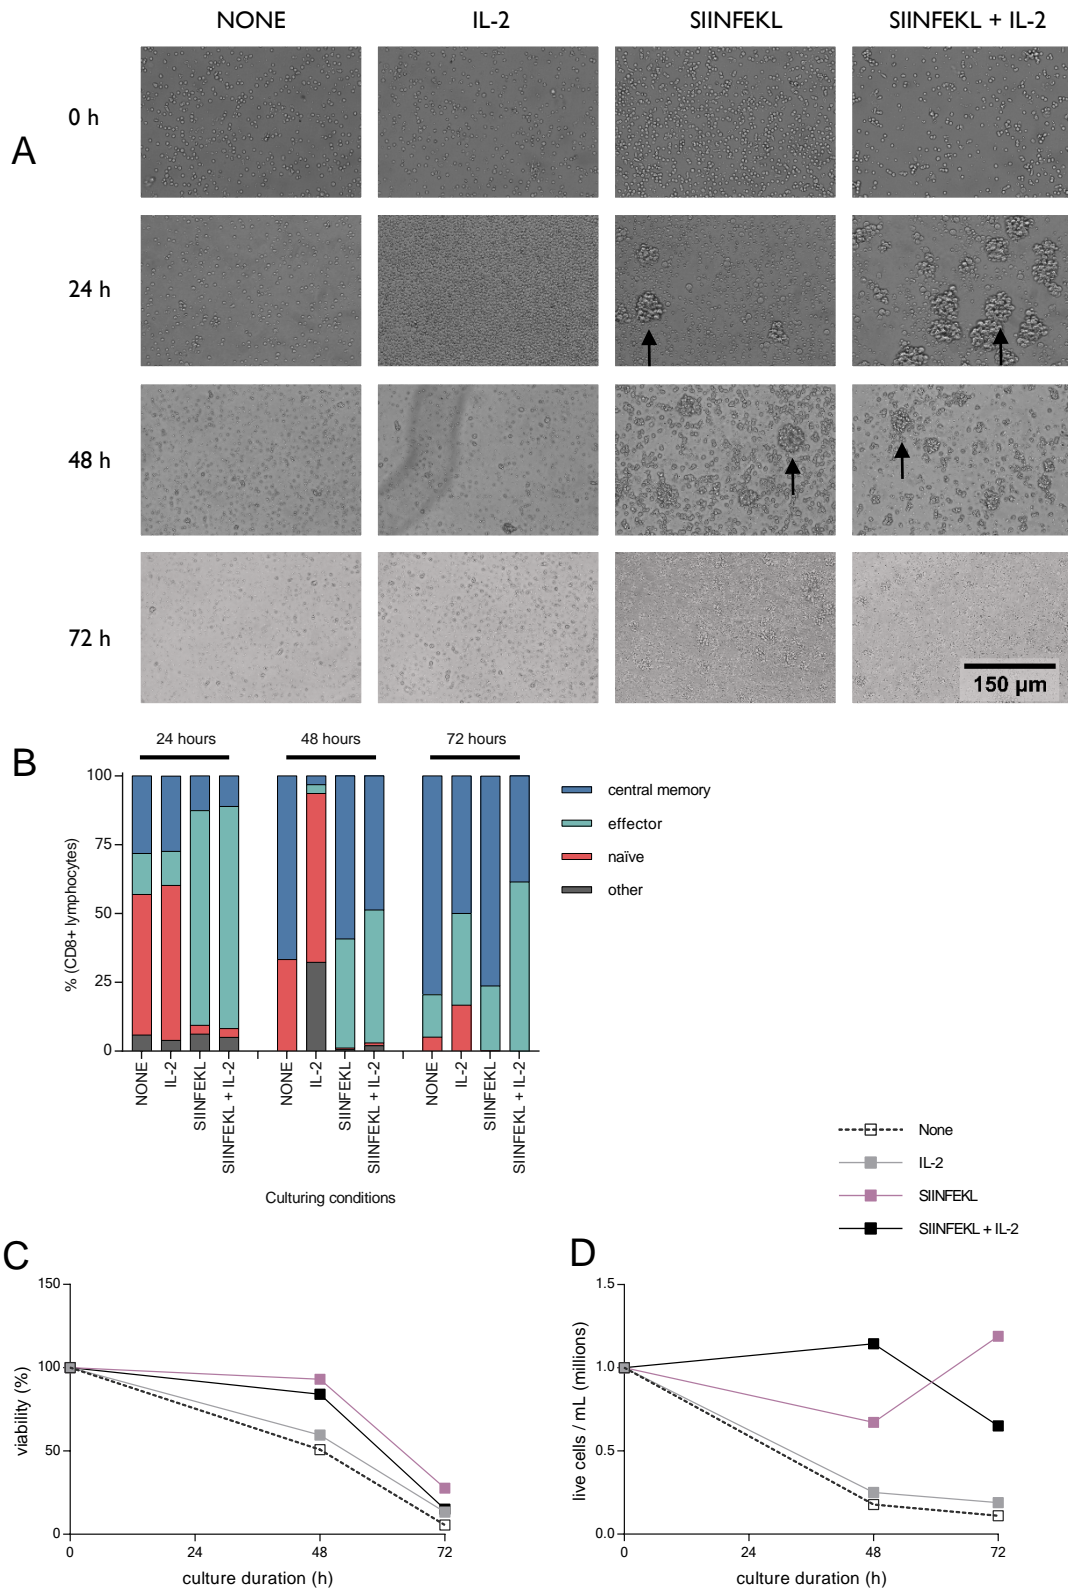 NONE IL-2 SIINFEKL SIINFEKL + IL-2
0 h
A
24 h
48 h
72 h
150 µm
B
24 hours 48 hours 72 hours
100
75
50
25
0
% (CD8+ lymphocytes)
central memory
effector
naïve
other
NONE IL-2 SIINFEKL SIINFEKL + IL-2 NONE IL-2 SIINFEKL SIINFEKL + IL-2 NONE IL-2 SIINFEKL SIINFEKL + IL-2
Culturing conditions
None
IL-2
SIINFEKL
SIINFEKL + IL-2
C
150
100
50
0
viability (%)
0 24 48 72
culture duration (h)
D
1.5
1.0
0.5
0.0
live cells / mL (millions)
0 24 48 72
culture duration (h)